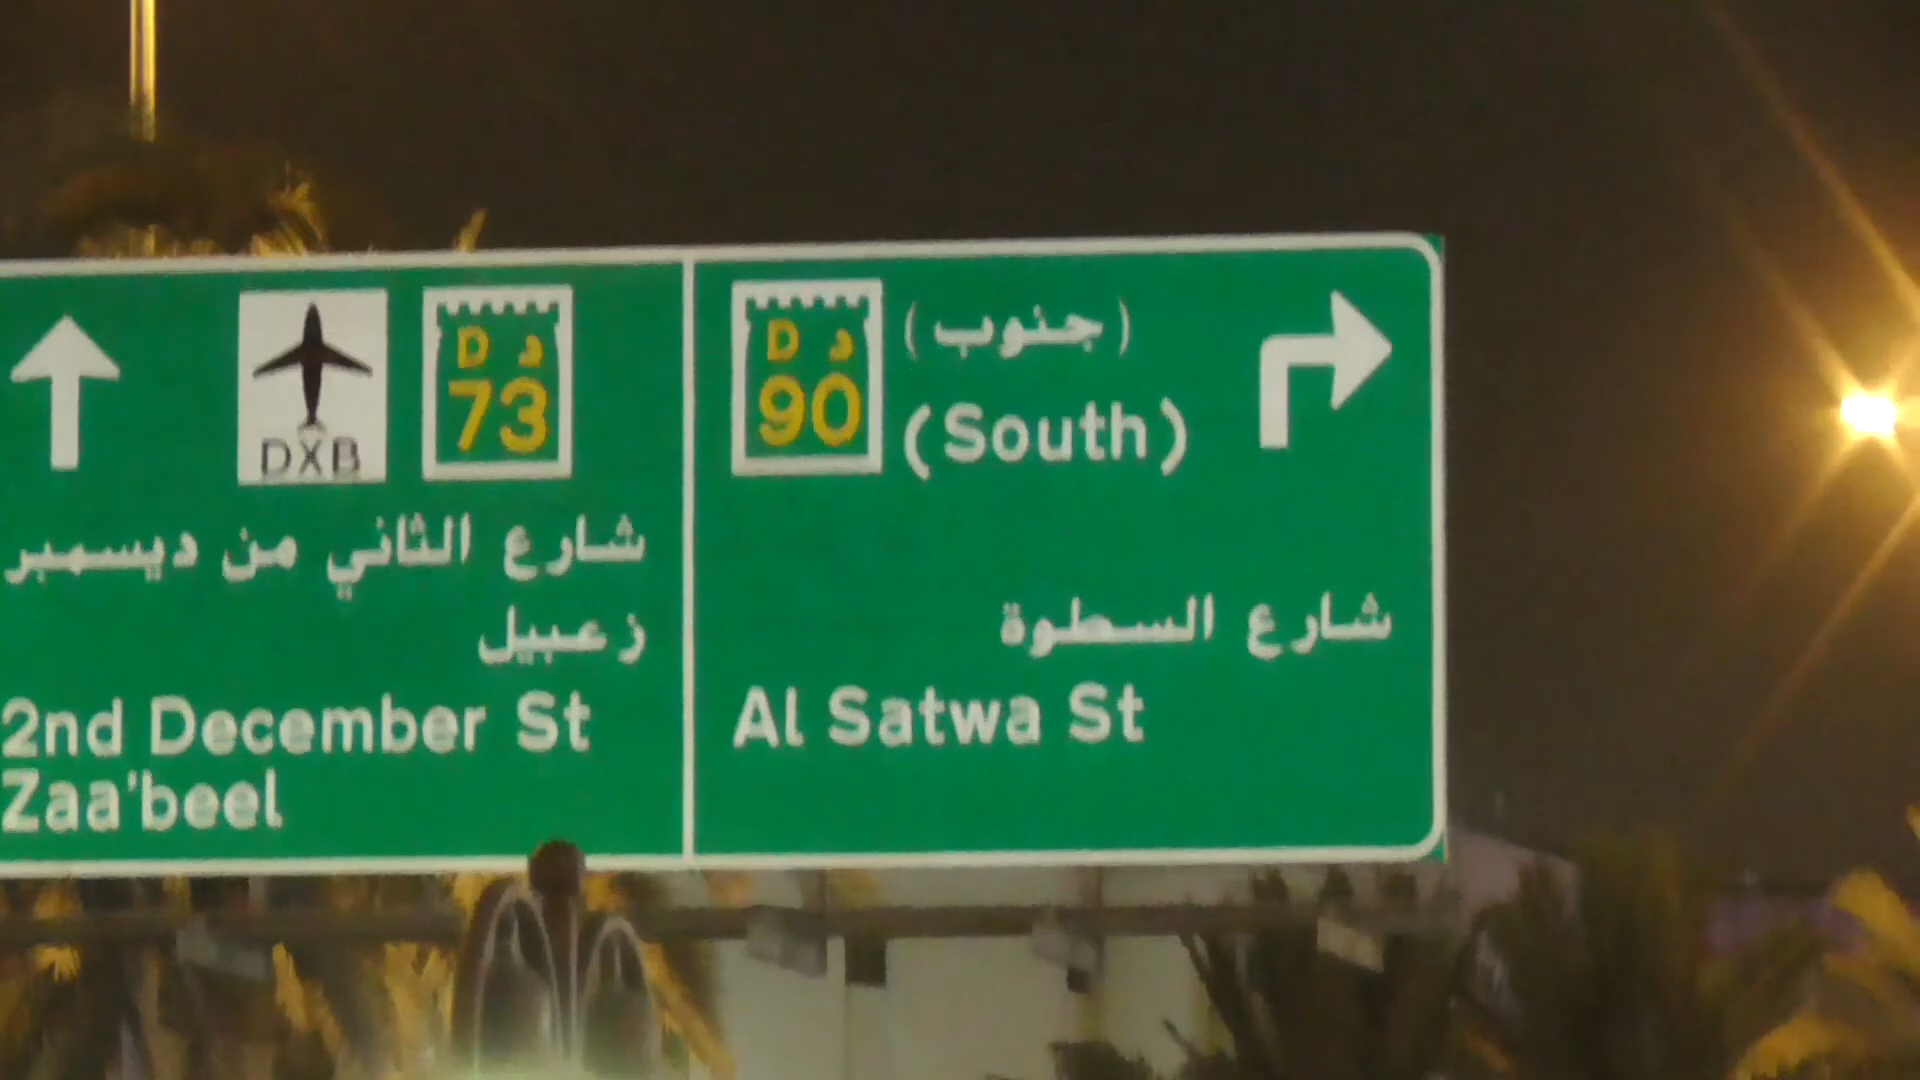 DXB
D د
73
شارع الثاني من ديسمبر
زعبيل
2nd December St
Zaa'beel
D د
90
(جنوب)
(South)
شارع السطوة
Al Satwa St